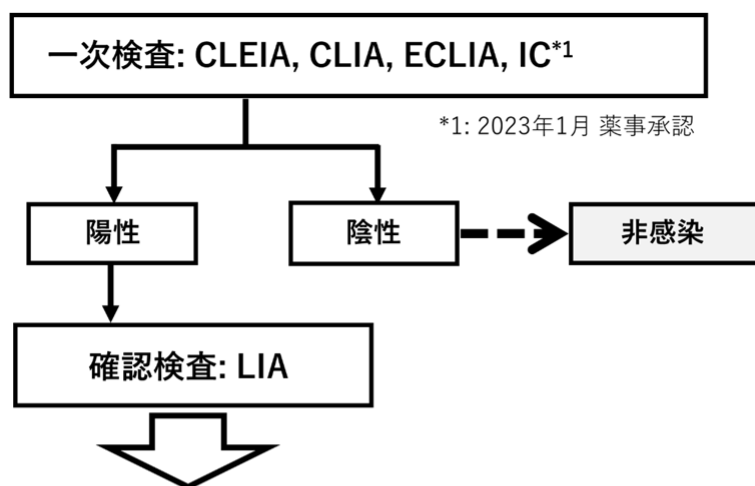 一次検査: CLEIA, CLIA, ECLIA, IC*1
*1: 2023年1月 薬事承認
陽性
陰性
非感染
確認検査: LIA